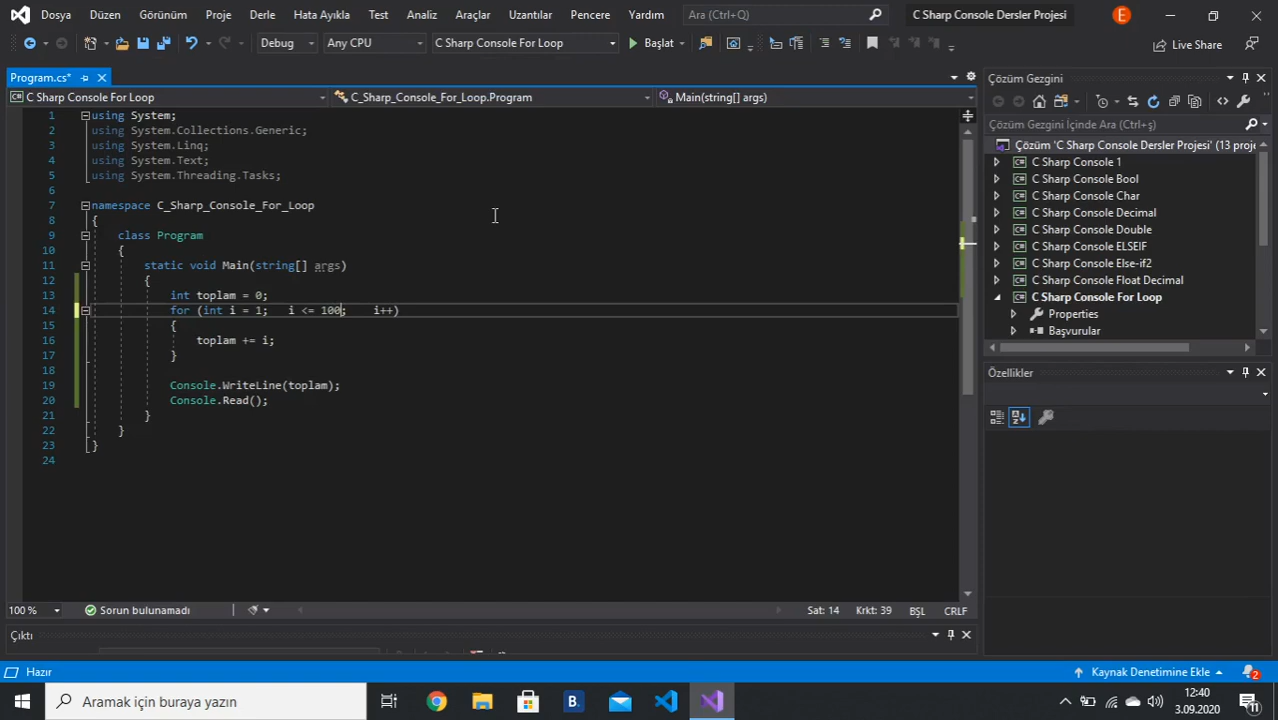 Dosya Düzen Görünüm Proje Derle Hata Ayıkla Test Analiz Araçlar Uzantılar Pencere Yardım Ara (Ctrl+Q) C Sharp Console Dersler Projesi E
Debug Any CPU C Sharp Console For Loop Başlat Live Share
Program.cs*
C Sharp Console For Loop C_Sharp_Console_For_Loop.Program Main(string[] args)
1 using System;
2 using System.Collections.Generic;
3 using System.Linq;
4 using System.Text;
5 using System.Threading.Tasks;
6
7 namespace C_Sharp_Console_For_Loop
8 {
9 class Program
10 {
11 static void Main(string[] args)
12 {
13 int toplam = 0;
14 for (int i = 1; i <= 100; i++)
15 {
16 toplam += i;
17 }
18
19 Console.WriteLine(toplam);
20 Console.Read();
21 }
22 }
23 }
24
100 % Sorun bulunamadı Sat: 14 Krkt: 39 BŞL CRLF
Çıktı
Çözüm Gezgini
Çözüm Gezgini İçinde Ara (Ctrl+ş)
Çözüm 'C Sharp Console Dersler Projesi' (13 proje
C Sharp Console 1
C Sharp Console Bool
C Sharp Console Char
C Sharp Console Decimal
C Sharp Console Double
C Sharp Console ELSEIF
C Sharp Console Else-if2
C Sharp Console Float Decimal
C Sharp Console For Loop
Properties
Başvurular
Özellikler
Hazır Kaynak Denetimine Ekle 2
Aramak için buraya yazın B. 12:40
3.09.2020 11